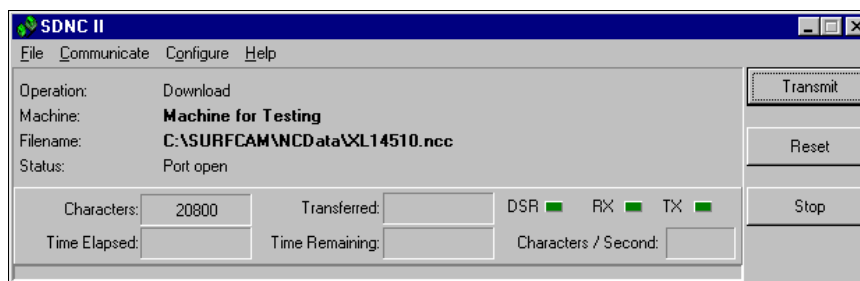 SDNC II
File Communicate Configure Help
Operation: Download
Machine: Machine for Testing
Filename: C:\SURFCAM\NCData\XL14510.ncc
Status: Port open
Transmit
Reset
Stop
Characters: 20800 Transferred: DSR RX TX
Time Elapsed: Time Remaining: Characters / Second: